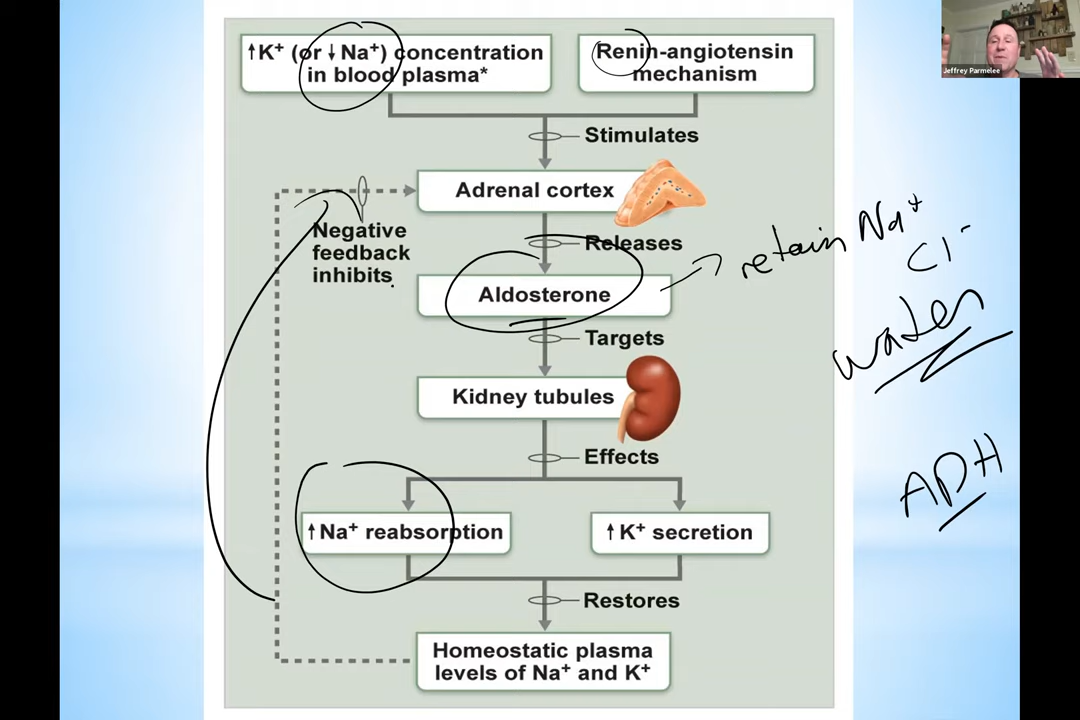 ↑K⁺ (or ↓Na⁺) concentration
in blood plasma*
Renin-angiotensin
mechanism
Jeffrey Parmelee
Stimulates
Adrenal cortex
Negative
feedback
inhibits
Releases
Aldosterone
retain Na⁺
Cl⁻
water
Targets
Kidney tubules
Effects
ADH
↑Na⁺ reabsorption
↑K⁺ secretion
Restores
Homeostatic plasma
levels of Na⁺ and K⁺